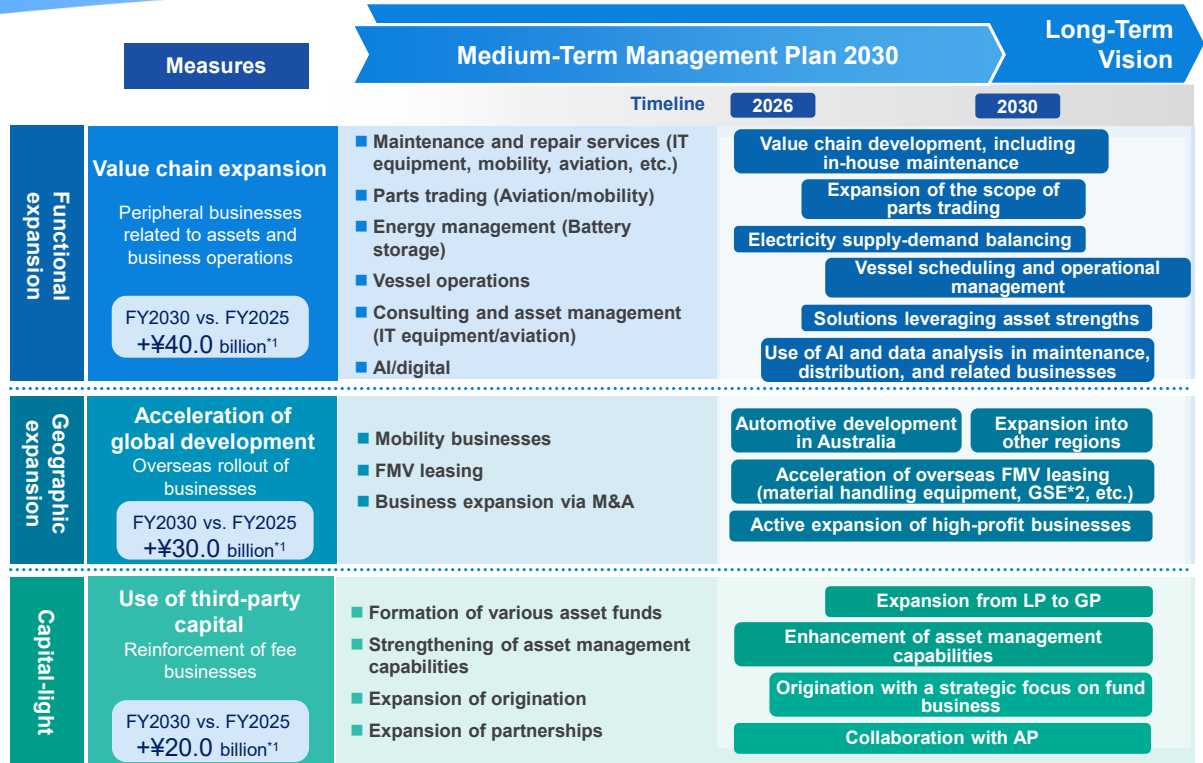 Measures
Medium-Term Management Plan 2030
Long-Term
Vision
Timeline
2026
2030
Functional
expansion
Value chain expansion
Peripheral businesses
related to assets and
business operations
FY2030 vs. FY2025
+¥40.0 billion*1
■ Maintenance and repair services (IT
equipment, mobility, aviation, etc.)
■ Parts trading (Aviation/mobility)
■ Energy management (Battery
storage)
■ Vessel operations
■ Consulting and asset management
(IT equipment/aviation)
■ AI/digital
Value chain development, including
in-house maintenance
Expansion of the scope of
parts trading
Electricity supply-demand balancing
Vessel scheduling and operational
management
Solutions leveraging asset strengths
Use of AI and data analysis in maintenance,
distribution, and related businesses
Geographic
expansion
Acceleration of
global development
Overseas rollout of
businesses
FY2030 vs. FY2025
+¥30.0 billion*1
■ Mobility businesses
■ FMV leasing
■ Business expansion via M&A
Automotive development
in Australia
Expansion into
other regions
Acceleration of overseas FMV leasing
(material handling equipment, GSE*2, etc.)
Active expansion of high-profit businesses
Capital-light
Use of third-party
capital
Reinforcement of fee
businesses
FY2030 vs. FY2025
+¥20.0 billion*1
■ Formation of various asset funds
■ Strengthening of asset management
capabilities
■ Expansion of origination
■ Expansion of partnerships
Expansion from LP to GP
Enhancement of asset management
capabilities
Origination with a strategic focus on fund
business
Collaboration with AP